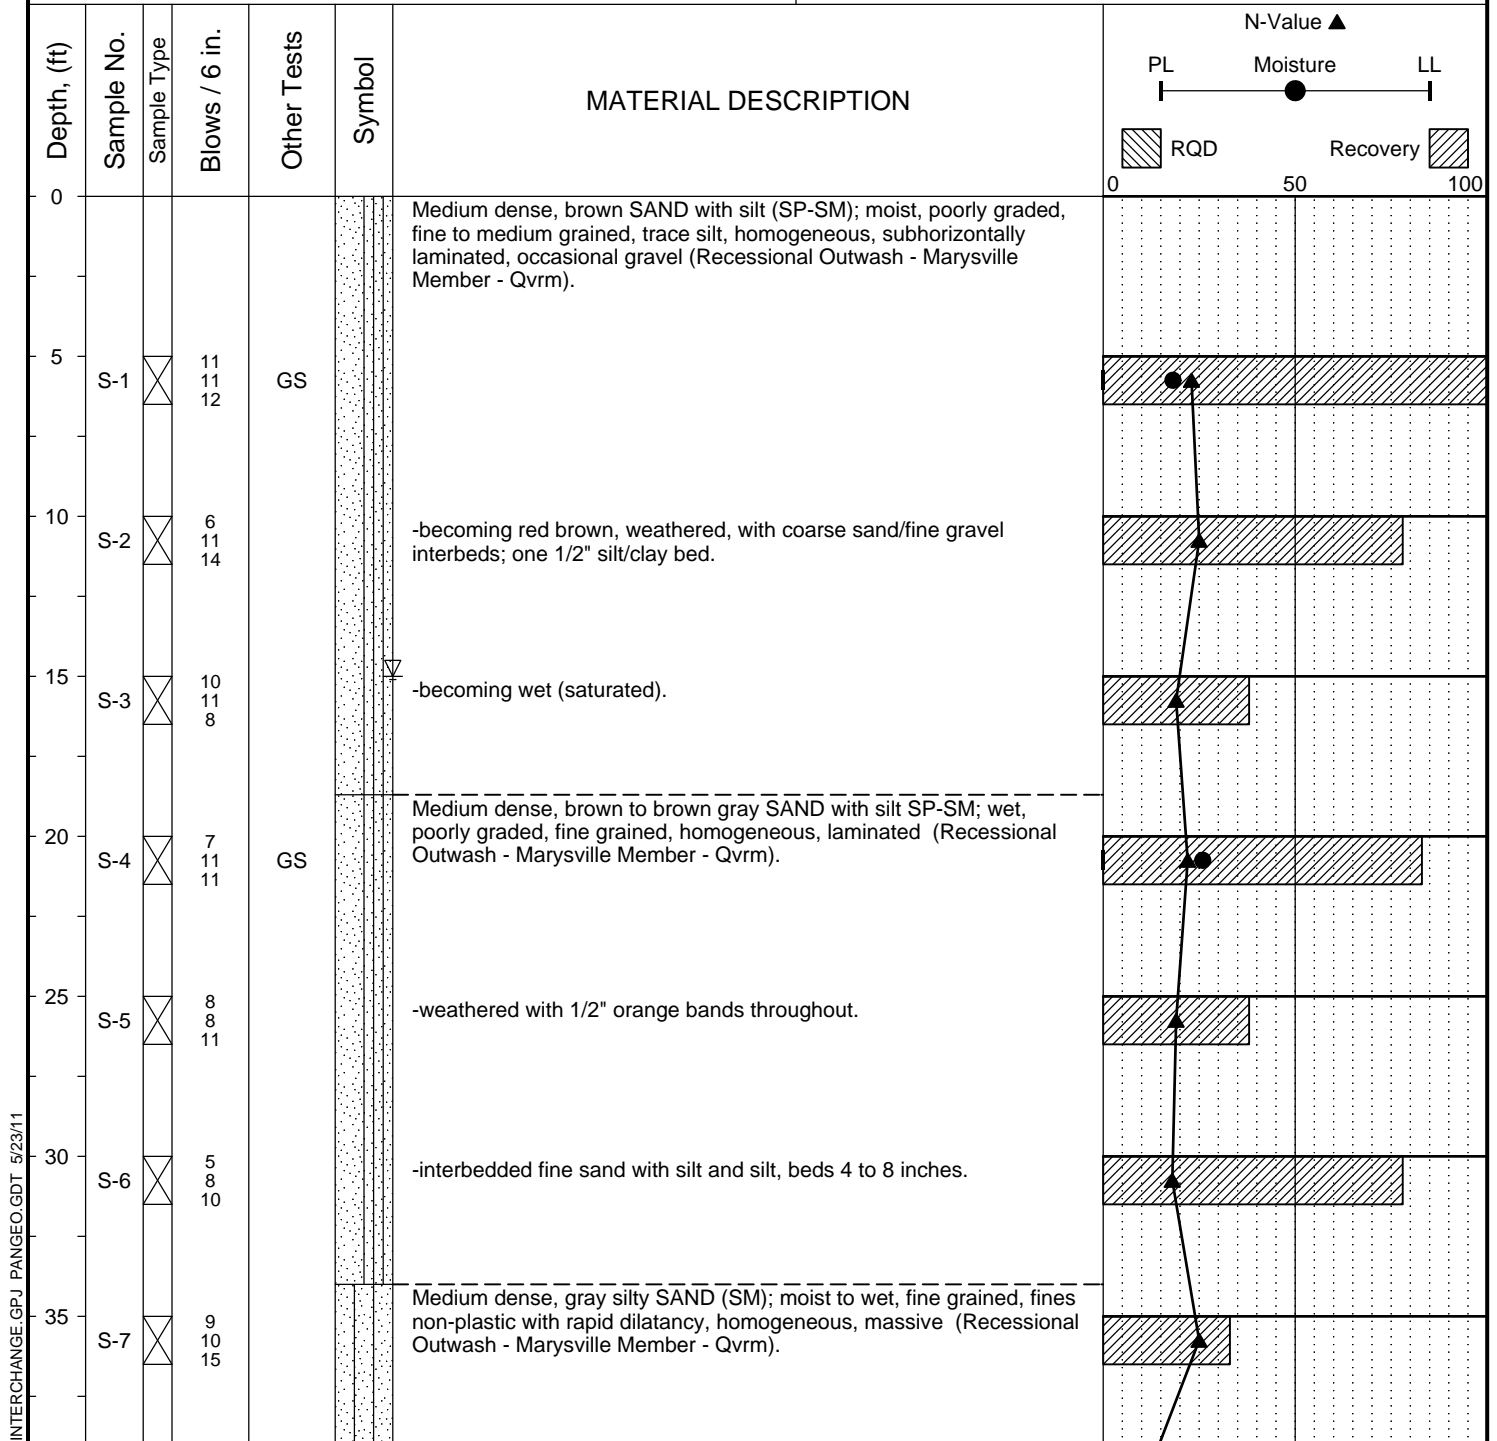 Depth, (ft)
Sample No.
Sample Type
Blows / 6 in.
Other Tests
Symbol
MATERIAL DESCRIPTION
N-Value ▲
PL Moisture LL
RQD Recovery
0 50 100
0
Medium dense, brown SAND with silt (SP-SM); moist, poorly graded,
fine to medium grained, trace silt, homogeneous, subhorizontally
laminated, occasional gravel (Recessional Outwash - Marysville
Member - Qvrm).
5
S-1
11
11
12
GS
10
S-2
6
11
14
-becoming red brown, weathered, with coarse sand/fine gravel
interbeds; one 1/2" silt/clay bed.
15
S-3
10
11
8
-becoming wet (saturated).
Medium dense, brown to brown gray SAND with silt SP-SM; wet,
poorly graded, fine grained, homogeneous, laminated (Recessional
Outwash - Marysville Member - Qvrm).
20
S-4
7
11
11
GS
25
S-5
8
8
11
-weathered with 1/2" orange bands throughout.
30
S-6
5
8
10
-interbedded fine sand with silt and silt, beds 4 to 8 inches.
Medium dense, gray silty SAND (SM); moist to wet, fine grained, fines
non-plastic with rapid dilatancy, homogeneous, massive (Recessional
Outwash - Marysville Member - Qvrm).
35
S-7
9
10
15
INTERCHANGE.GPJ PANGEO.GDT 5/23/11